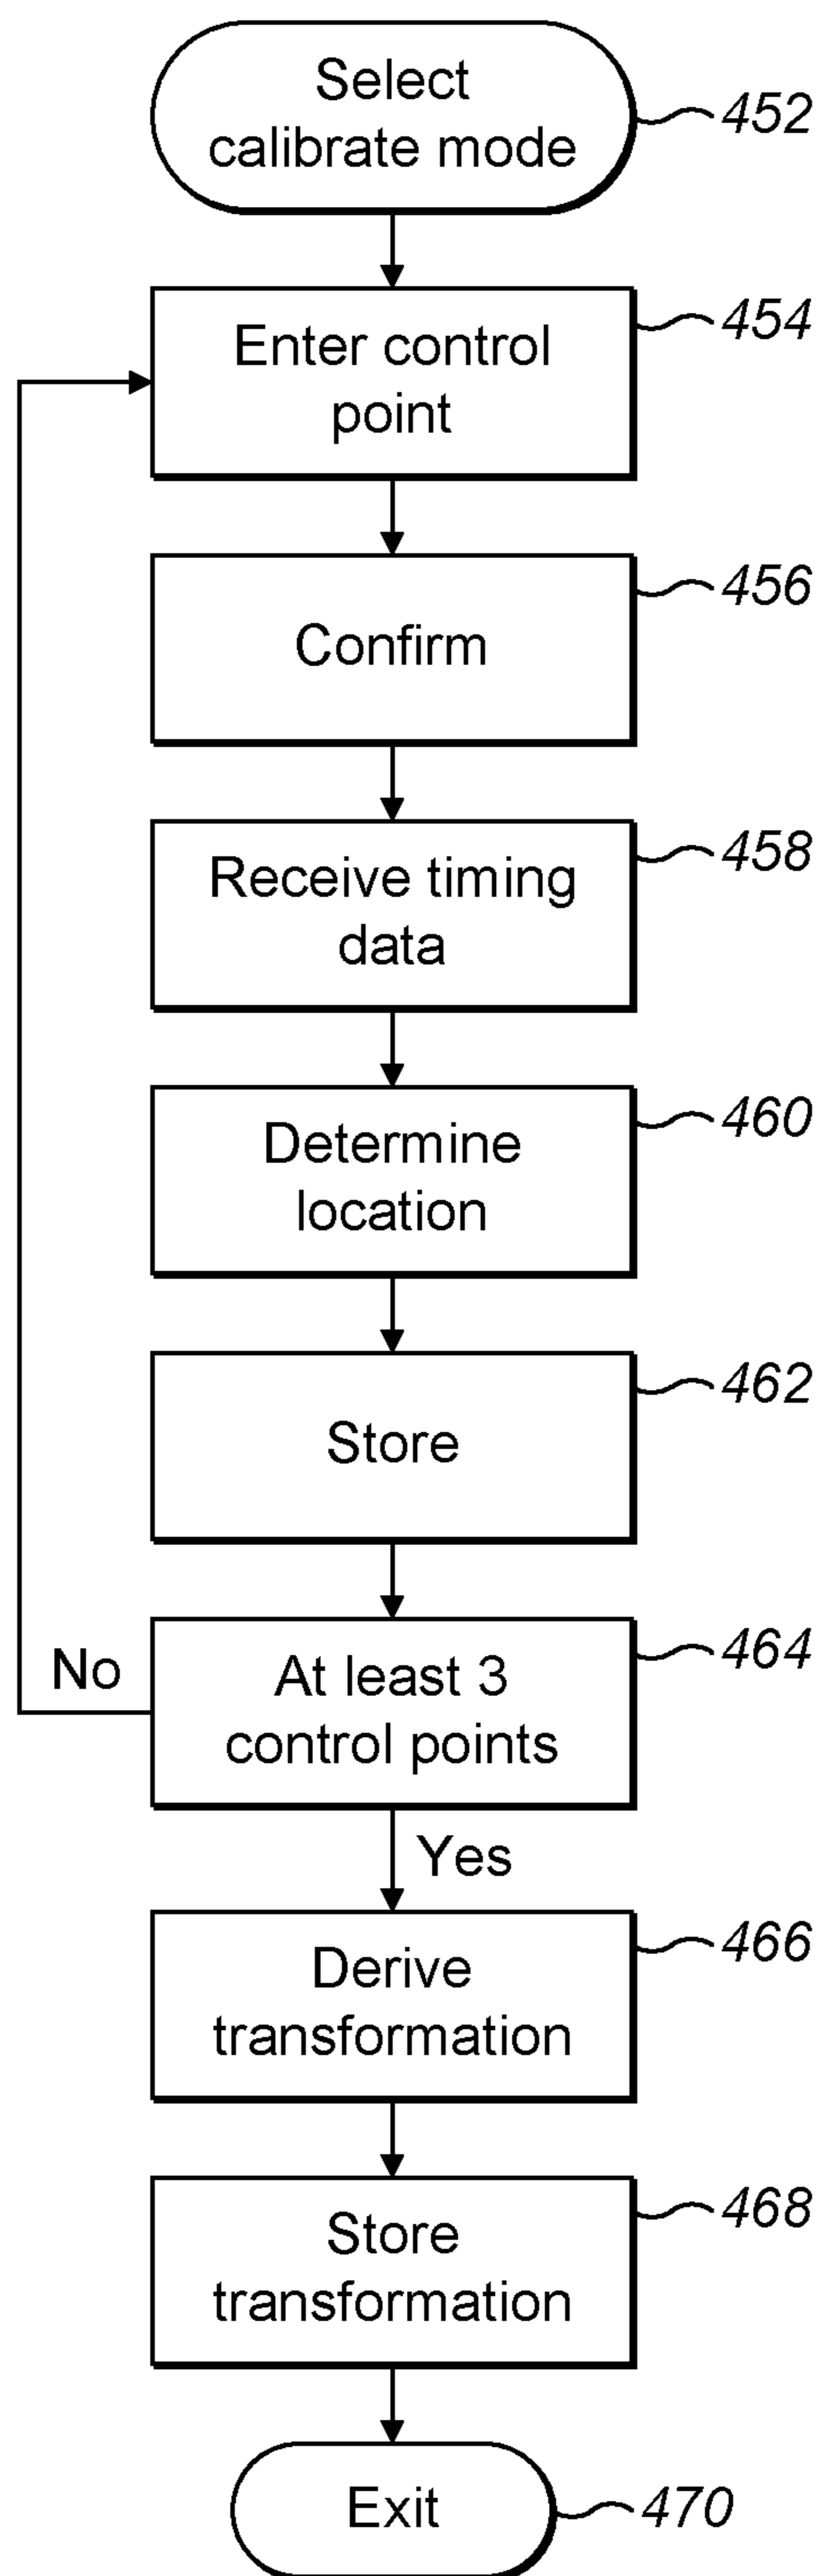 Select
calibrate mode
452
Enter control
point
454
Confirm
456
Receive timing
data
458
Determine
location
460
Store
462
At least 3
control points
464
No
Yes
Derive
transformation
466
Store
transformation
468
Exit
470